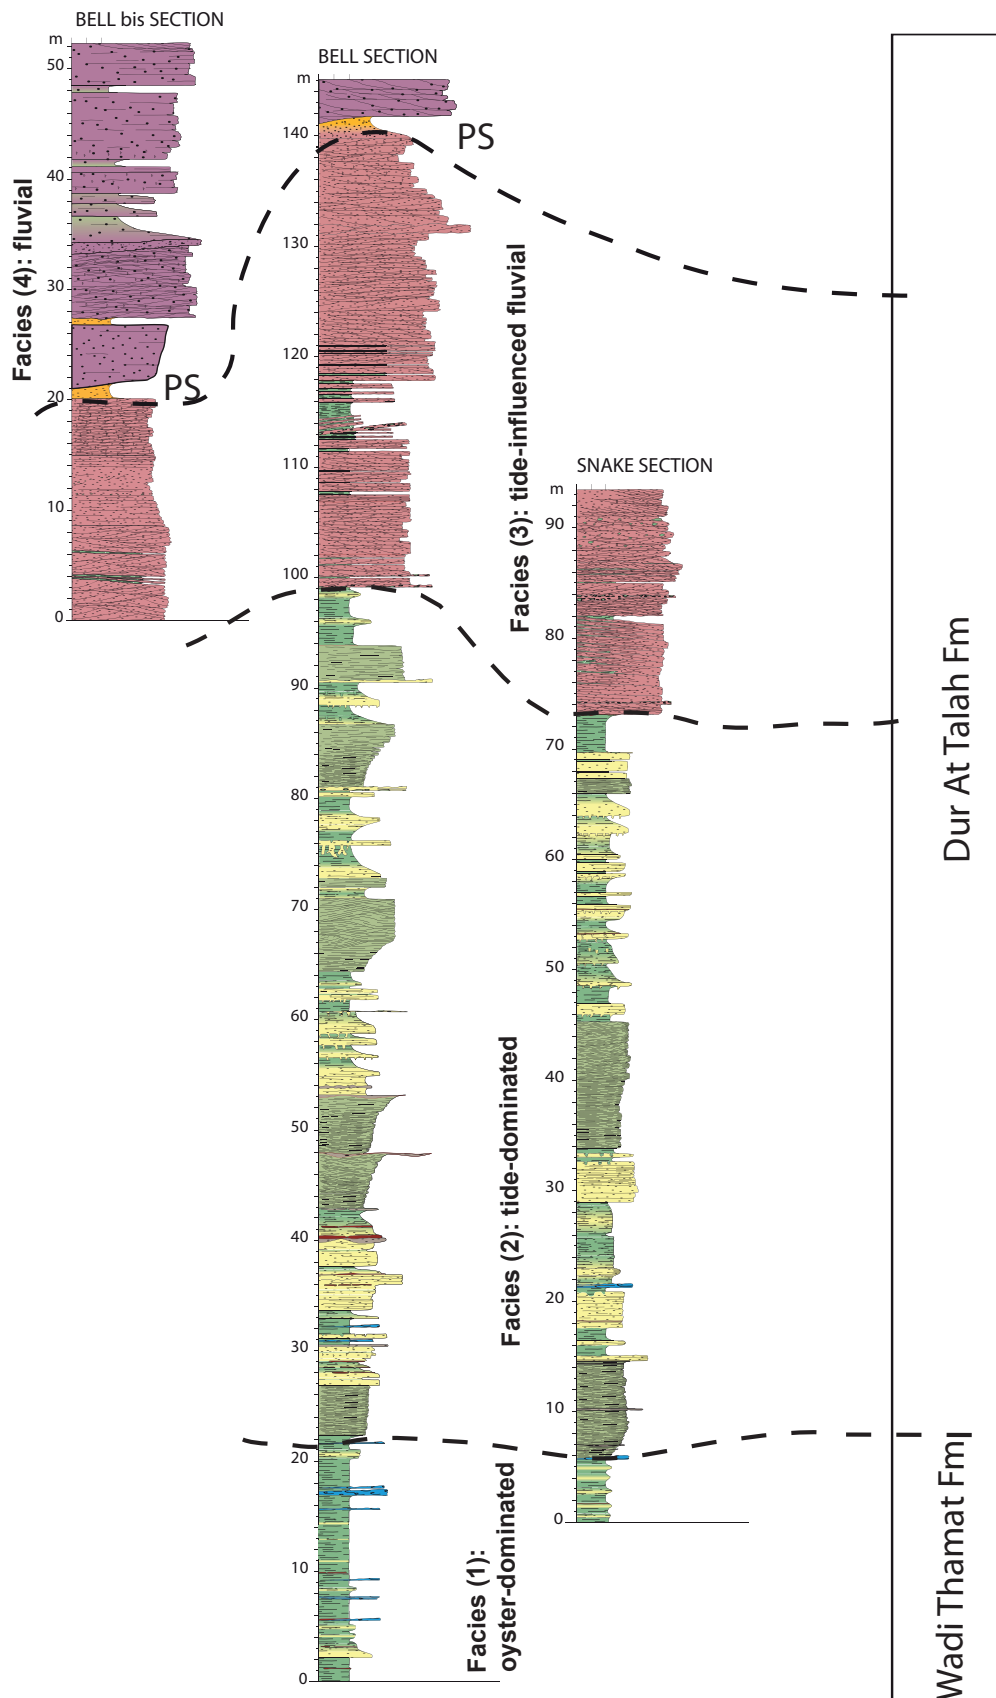 BELL bis SECTION
m
50
40
30
20
10
0
Facies (4): fluvial
PS
BELL SECTION
m
140
130
120
110
100
90
80
70
60
50
40
30
20
10
0
PS
Facies (3): tide-influenced fluvial
SNAKE SECTION
m
90
80
70
60
50
40
30
20
10
0
Facies (2): tide-dominated
Facies (1):
oyster-dominated
Dur At Talah Fm
Wadi Thamat Fm